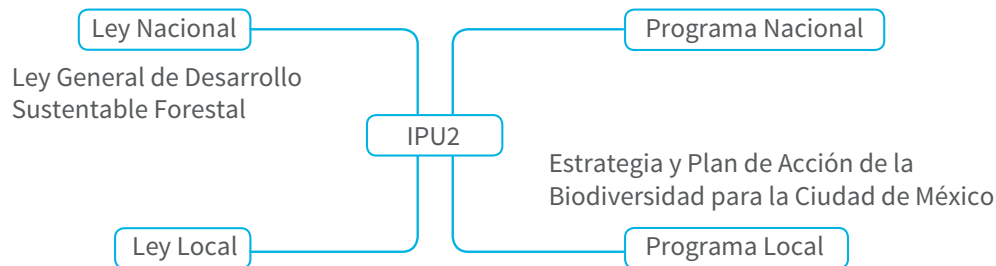 Ley Nacional
Programa Nacional
Ley General de Desarrollo
Sustentable Forestal
IPU2
Estrategia y Plan de Acción de la
Biodiversidad para la Ciudad de México
Ley Local
Programa Local